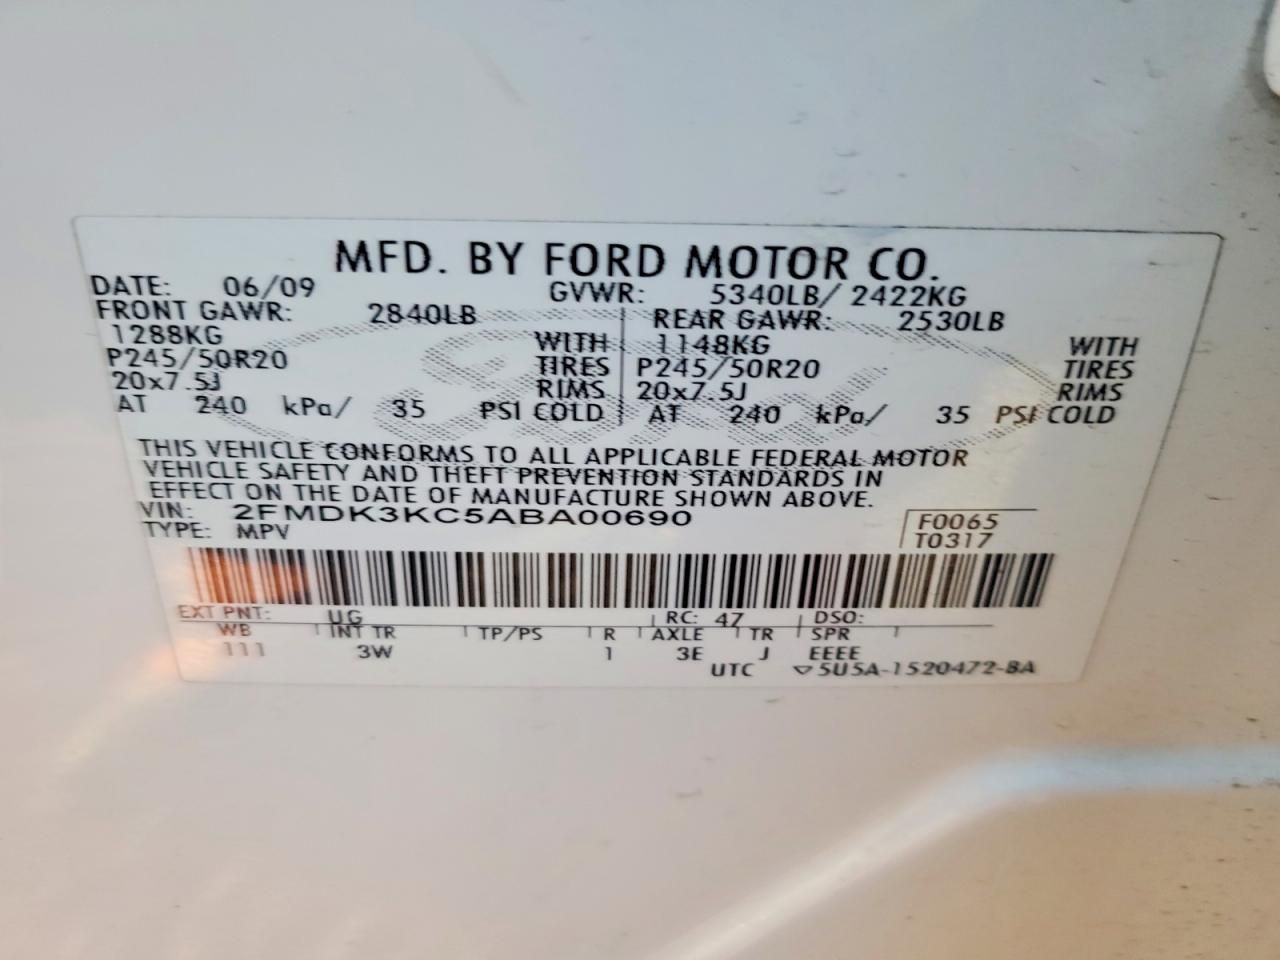 MFD. BY FORD MOTOR CO.
DATE: 06/09 GVWR: 5340LB/ 2422KG
FRONT GAWR: 2840LB REAR GAWR: 2530LB
1288KG WITH 1148KG WITH
P245/50R20 TIRES P245/50R20 TIRES
20x7.5J RIMS 20x7.5J RIMS
AT 240 kPa/ 35 PSI COLD AT 240 kPa/ 35 PSI COLD
THIS VEHICLE CONFORMS TO ALL APPLICABLE FEDERAL MOTOR
VEHICLE SAFETY AND THEFT PREVENTION STANDARDS IN
EFFECT ON THE DATE OF MANUFACTURE SHOWN ABOVE.
VIN: 2FMDK3KC5ABA00690 F0065
TYPE: MPV T0317
EXT PNT: UG RC: 47 DSO:
WB INT TR TP/PS R AXLE TR SPR
111 3W 1 3E J EEEE
UTC ▽5U5A-1520472-BA